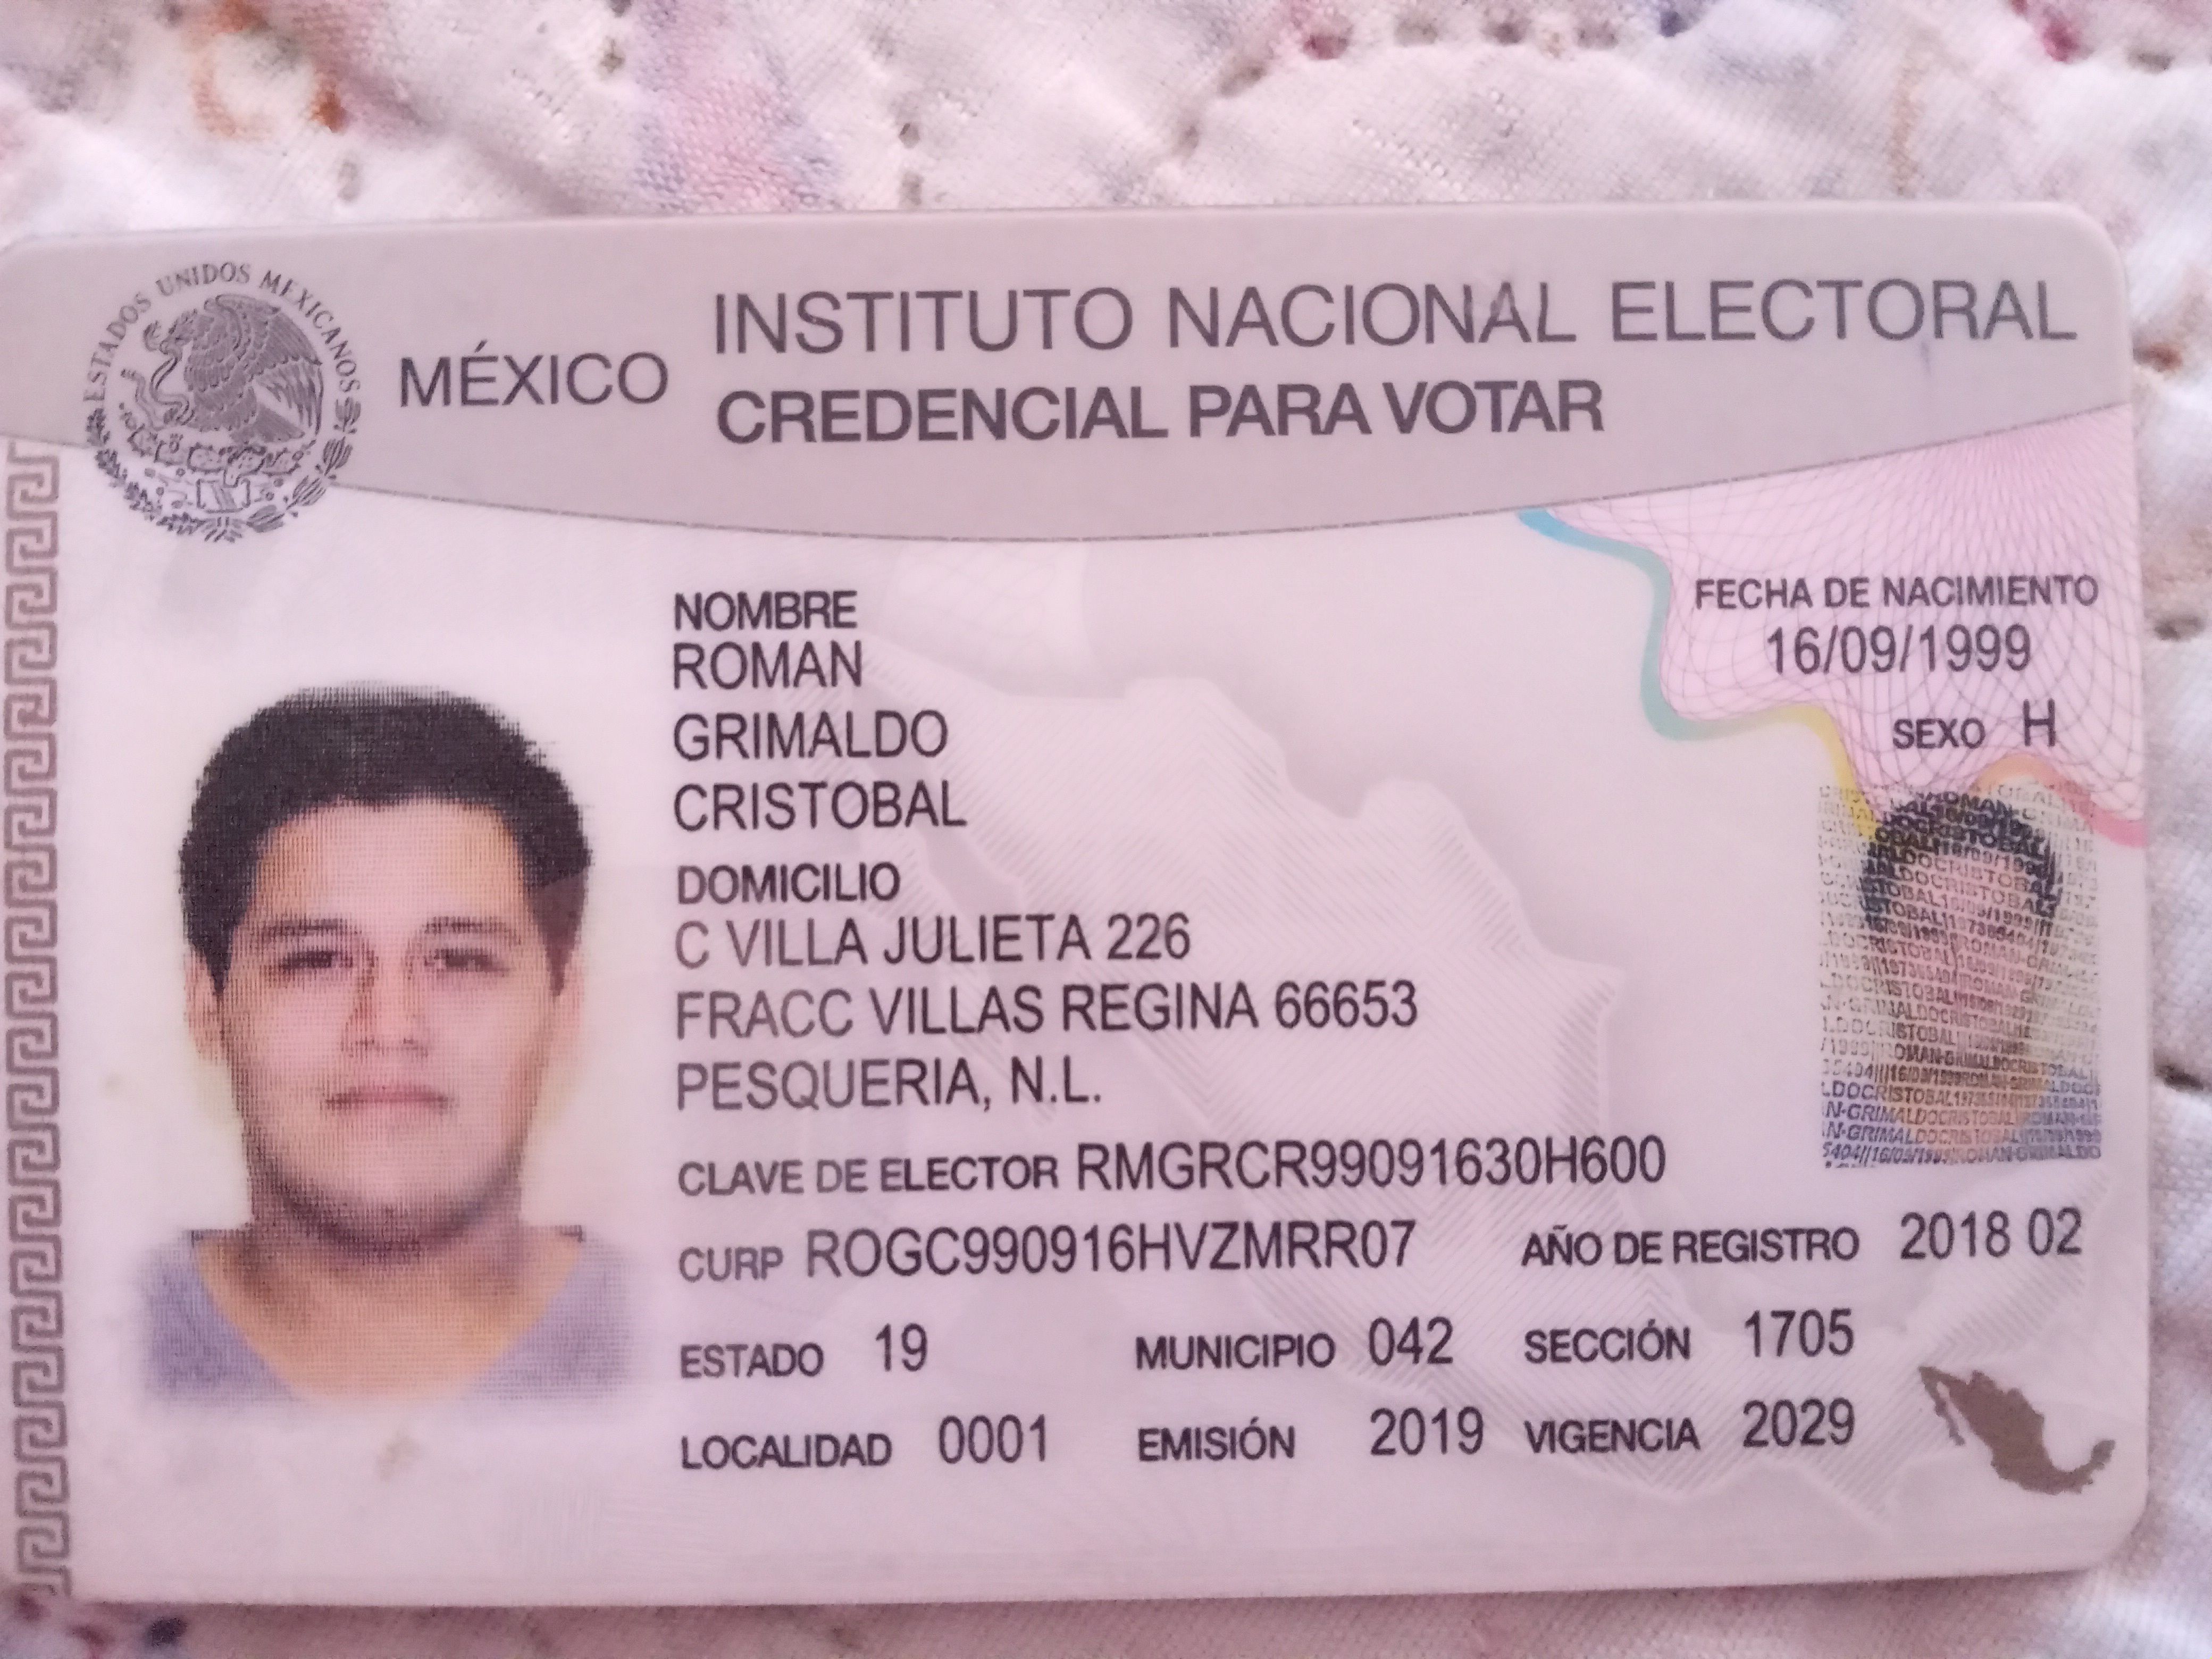 ESTADOS UNIDOS MEXICANOS
MÉXICO
INSTITUTO NACIONAL ELECTORAL
CREDENCIAL PARA VOTAR
NOMBRE
ROMAN
GRIMALDO
CRISTOBAL
FECHA DE NACIMIENTO
16/09/1999
SEXO H
DOMICILIO
C VILLA JULIETA 226
FRACC VILLAS REGINA 66653
PESQUERIA, N.L.
CLAVE DE ELECTOR RMGRCR99091630H600
CURP ROGC990916HVZMRR07 AÑO DE REGISTRO 2018 02
ESTADO 19 MUNICIPIO 042 SECCIÓN 1705
LOCALIDAD 0001 EMISIÓN 2019 VIGENCIA 2029